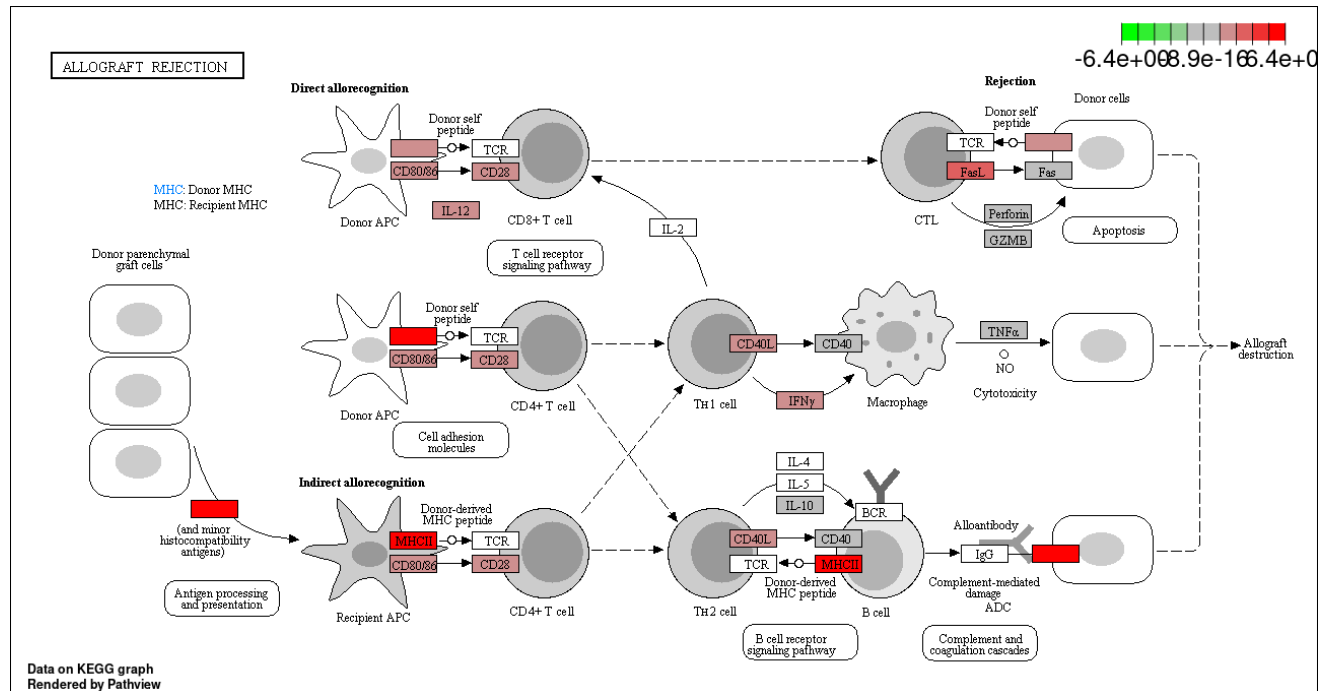 -6.4e+00
-8.9e-16
6.4e+0
ALLOGRAFT REJECTION
Direct allorecognition
Rejection
Donor cells
Donor self
peptide
TCR
CD80/86
CD28
Donor APC
IL-12
CD8+ T cell
T cell receptor
signaling pathway
MHC: Donor MHC
MHC: Recipient MHC
IL-2
Donor self
peptide
TCR
FasL
Fas
CTL
Perforin
GZMB
Apoptosis
Donor parenchymal
graft cells
Donor self
peptide
TCR
CD80/86
CD28
Donor APC
CD4+ T cell
Cell adhesion
molecules
CD40L
CD40
TH1 cell
IFNγ
Macrophage
TNFα
NO
Cytotoxicity
Allograft
destruction
Indirect allorecognition
(and minor
histocompatibility
antigens)
Antigen processing
and presentation
Donor-derived
MHC peptide
MHCII
TCR
CD80/86
CD28
Recipient APC
CD4+ T cell
IL-4
IL-5
IL-10
BCR
CD40L
CD40
TCR
MHCII
Donor-derived
MHC peptide
TH2 cell
B cell
B cell receptor
signaling pathway
Alloantibody
IgG
Complement-mediated
damage
ADC
Complement and
coagulation cascades
Data on KEGG graph
Rendered by Pathview